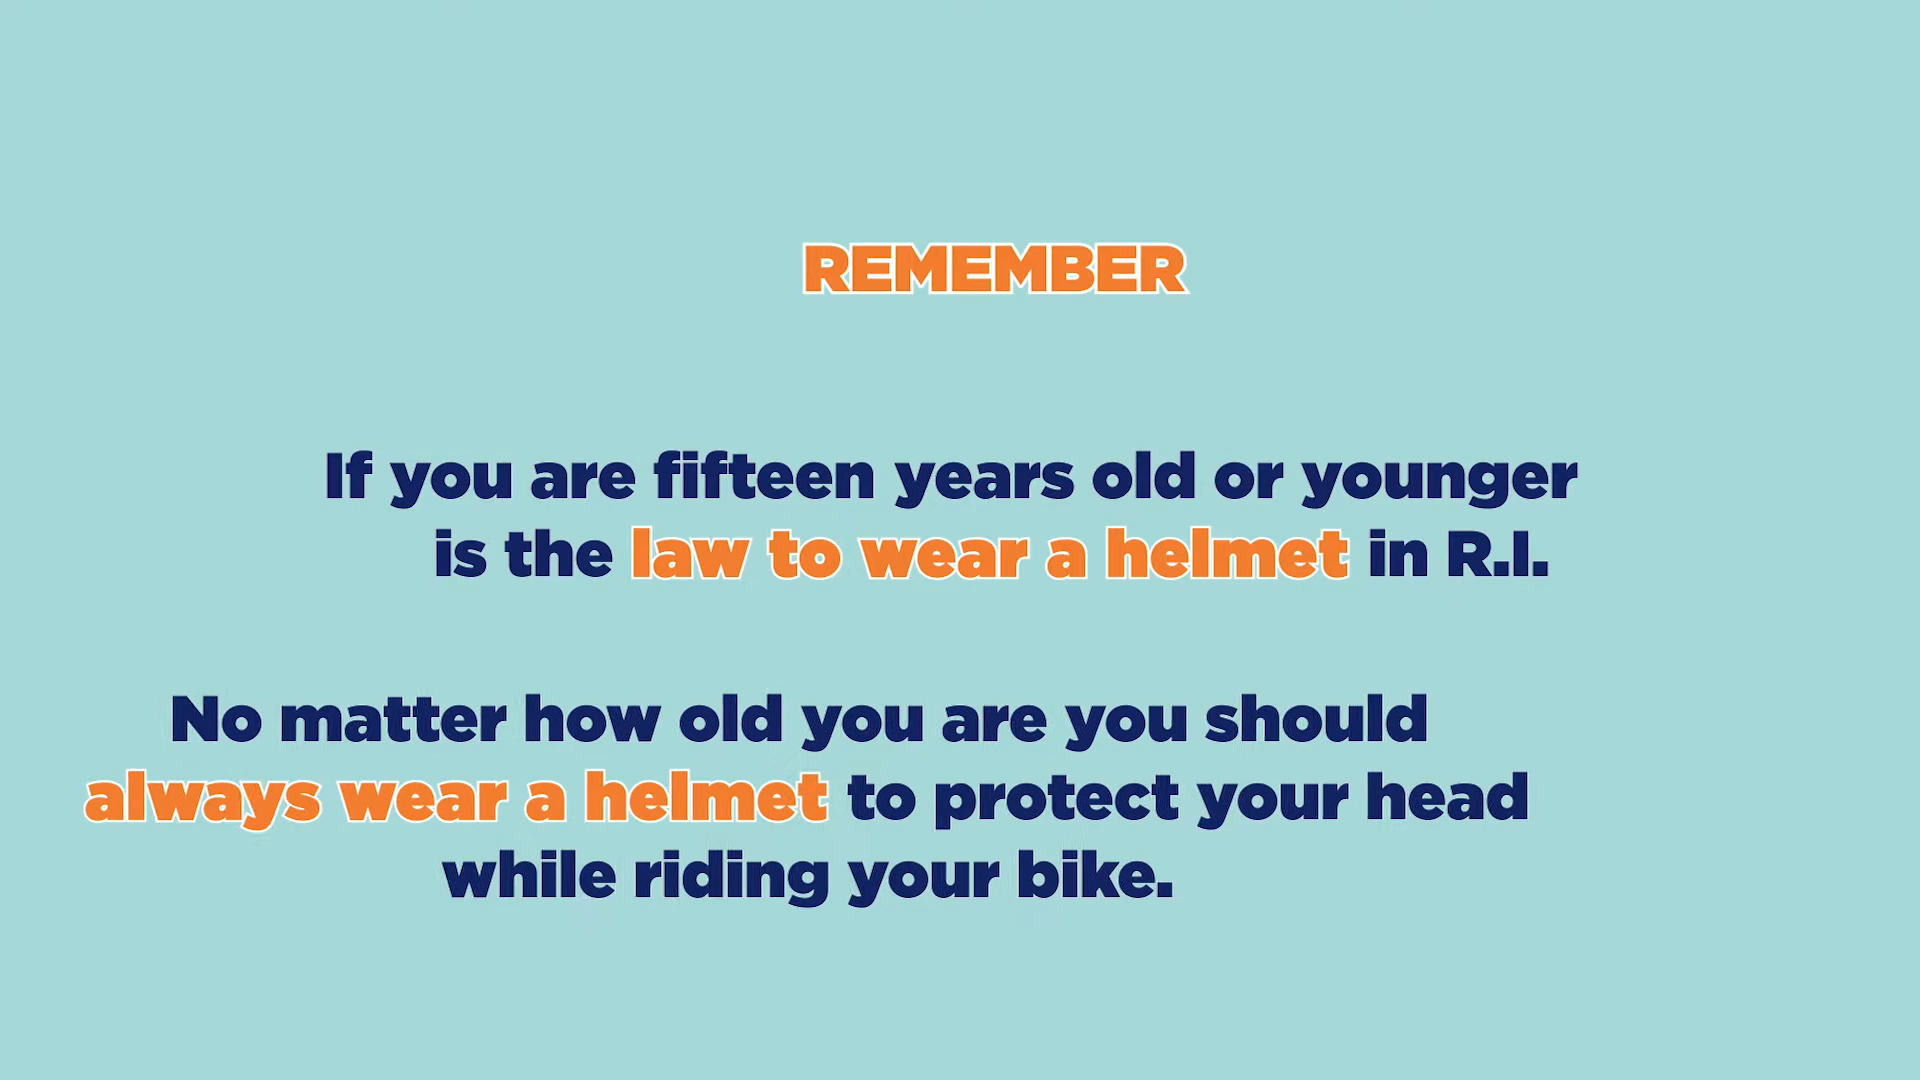 REMEMBER
If you are fifteen years old or younger
is the law to wear a helmet in R.I.
No matter how old you are you should
always wear a helmet to protect your head
while riding your bike.